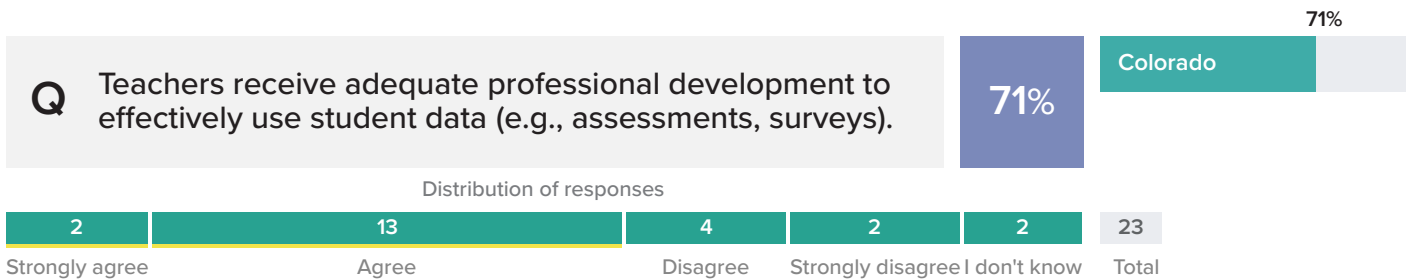 71%
Q Teachers receive adequate professional development to
effectively use student data (e.g., assessments, surveys).
71%
Colorado
Distribution of responses
2 13 4 2 2 23
Strongly agree Agree Disagree Strongly disagree I don't know Total